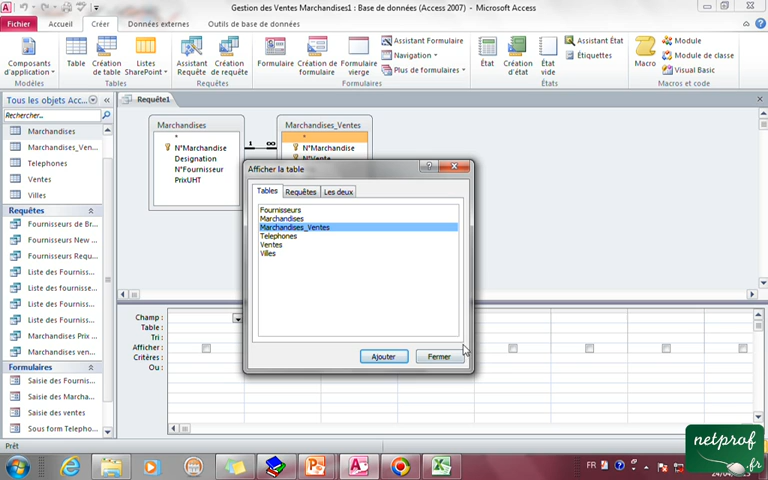 Gestion des Ventes Marchandises1 : Base de données (Access 2007) - Microsoft Access
Fichier Accueil Créer Données externes Outils de base de données
Composants d'application
Modèles
Table
Création de table
Listes SharePoint
Tables
Assistant Requête
Création de requête
Requêtes
Formulaire
Création de formulaire
Formulaire vierge
Assistant Formulaire
Navigation
Plus de formulaires
Formulaires
État
Création d'état
État vide
Assistant État
Étiquettes
États
Macro
Module
Module de classe
Visual Basic
Macros et code
Tous les objets Acc...
Rechercher...
Marchandises
Marchandises_Ven...
Telephones
Ventes
Villes
Requêtes
Fournisseurs de Br...
Fournisseurs New ...
Fournisseurs Requ...
Liste des Fourniss...
Liste des fournisse...
Liste des Fourniss...
Liste des Fourniss...
Marchandises Prix ...
Marchandises ven...
Formulaires
Saisie des Fournis...
Saisie des Marcha...
Saisie des ventes
Sous form Telepho...
Requête1
Marchandises
*
N°Marchandise
Designation
N°Fournisseur
PrixUHT
1 ∞
Marchandises_Ventes
*
N°Marchandise
N°Vente
Afficher la table
Tables Requêtes Les deux
Fournisseurs
Marchandises
Marchandises_Ventes
Telephones
Ventes
Villes
Ajouter Fermer
Champ :
Table :
Tri :
Afficher :
Critères :
Ou :
Prêt
FR
netprof
.fr